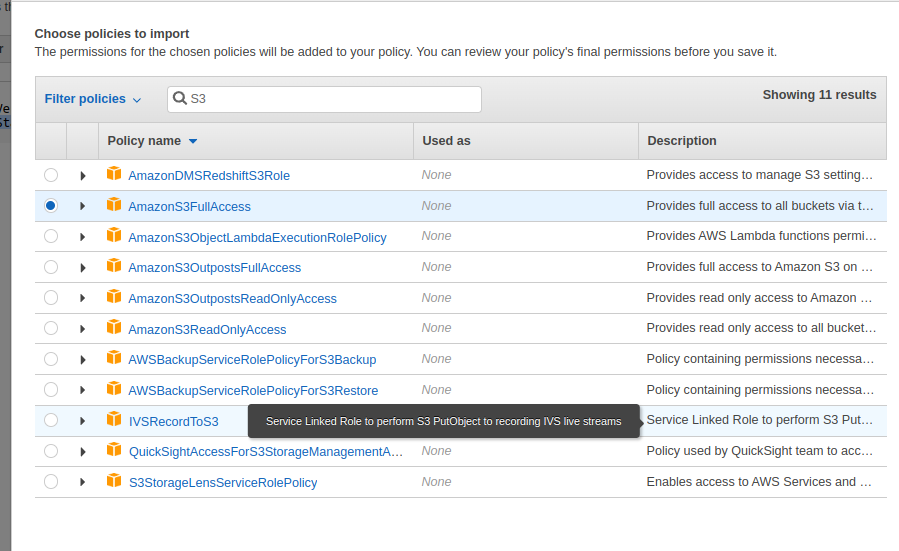 Choose policies to import
The permissions for the chosen policies will be added to your policy. You can review your policy's final permissions before you save it.
Filter policies S3 Showing 11 results
Policy name Used as Description
AmazonDMSRedshiftS3Role None Provides access to manage S3 setting...
AmazonS3FullAccess None Provides full access to all buckets via t...
AmazonS3ObjectLambdaExecutionRolePolicy None Provides AWS Lambda functions permi...
AmazonS3OutpostsFullAccess None Provides full access to Amazon S3 on ...
AmazonS3OutpostsReadOnlyAccess None Provides read only access to Amazon ...
AmazonS3ReadOnlyAccess None Provides read only access to all bucket...
AWSBackupServiceRolePolicyForS3Backup None Policy containing permissions necessa...
AWSBackupServiceRolePolicyForS3Restore None Policy containing permissions necessa...
IVSRecordToS3 Service Linked Role to perform S3 PutObject to recording IVS live streams Service Linked Role to perform S3 Put...
QuickSightAccessForS3StorageManagementA... None Policy used by QuickSight team to acc...
S3StorageLensServiceRolePolicy None Enables access to AWS Services and ...